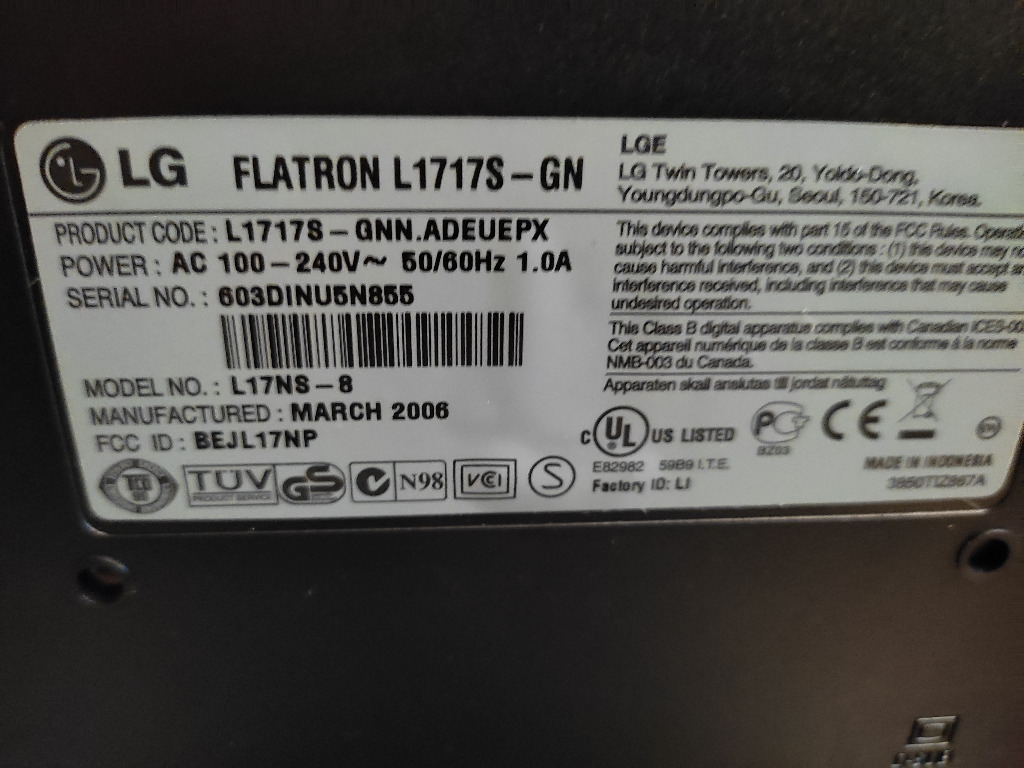 LG FLATRON L1717S-GN
LGE
LG Twin Towers, 20, Yoido-Dong,
Youngdungpo-Gu, Seoul, 150-721, Korea.
PRODUCT CODE : L1717S-GNN.ADEUEPX
POWER : AC 100-240V~ 50/60Hz 1.0A
SERIAL NO. : 603DINU5N855
MODEL NO. : L17NS-8
MANUFACTURED : MARCH 2006
FCC ID : BEJL17NP
TÜV
PRODUCT SERVICE
GS
N98
VCI
S
This device complies with part 15 of the FCC Rules.
subject to the following two conditions : (1) this device may
cause harmful interference, and (2) this device must accept
interference received, including interference that may cause
undesired operation.
This Class B digital apparatus complies with Canadian
Cet appareil numérique de la classe B est conforme à la norme
NMB-003 du Canada.
Apparaten skall anslutas till jordat nätuttag
C UL US LISTED
E82982 59B9 I.T.E.
Factory ID: LI
PG
BZ03
CE
MADE IN INDONESIA